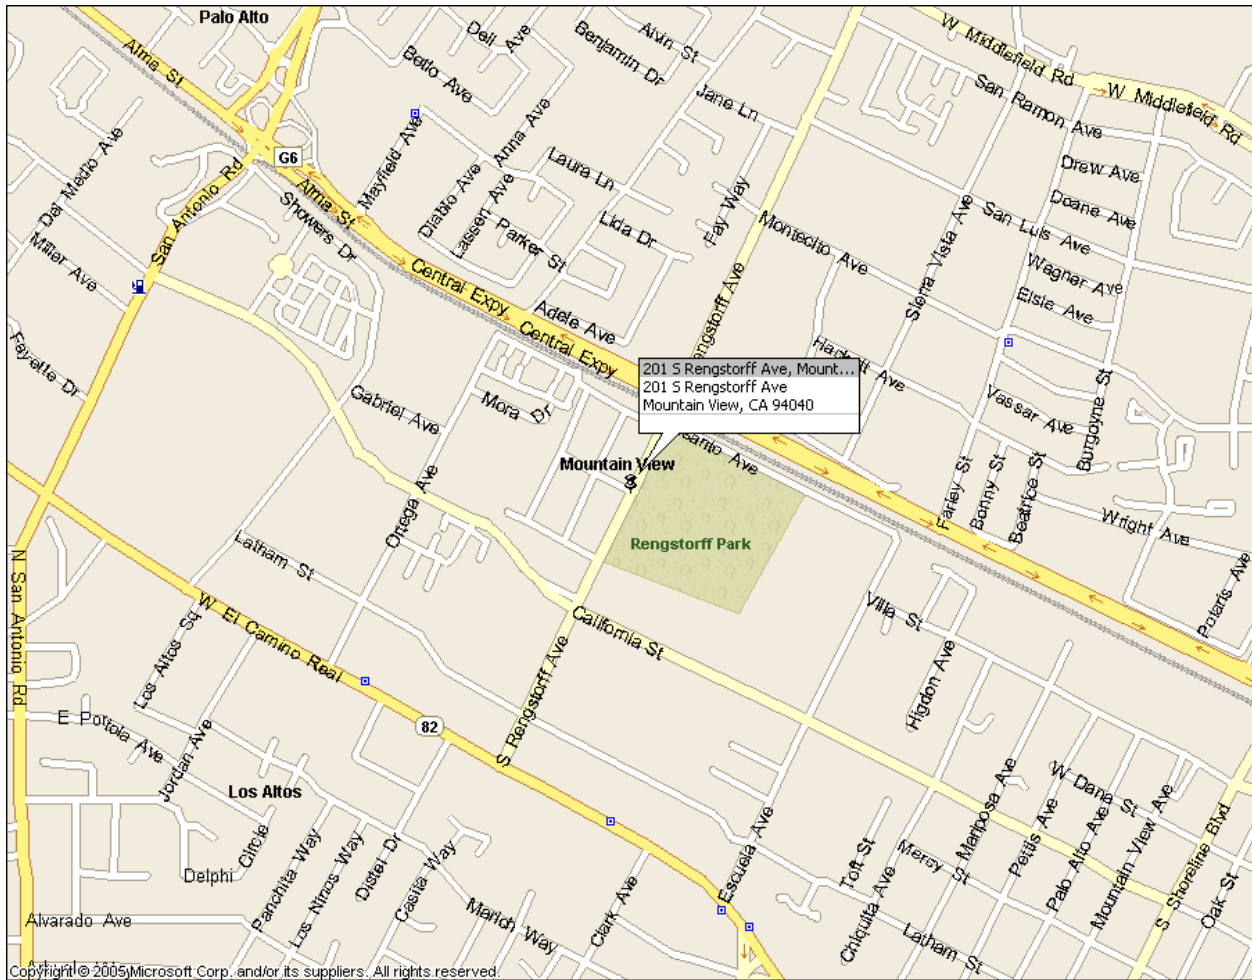 Palo Alto
Alma St
Dell Ave
Betlo Ave
Benjamin Dr
Alvin St
W Middlefield Rd
W Middlefield Rd
San Ramon Ave
Jane Ln
Drew Ave
Doane Ave
San Luis Ave
Wagner Ave
Elsie Ave
Anna Ave
Mayfield Ave
Diablo Ave
Lassen Ave
Parker St
Laura Ln
Lida Dr
Fay Way
Montecito Ave
Sierra Vista Ave
G6
Del Medio Ave
San Antonio Rd
Showers Dr
Alma St
Miller Ave
Central Expy
Central Expy
Adele Ave
Rengstorff Ave
Hackett Ave
Fayette Dr
Gabriel Ave
Mora Dr
201 S Rengstorff Ave, Mount...
201 S Rengstorff Ave
Mountain View, CA 94040
Vassar Ave
Burgoyne St
Mountain View
Ortega Ave
Farley St
Bonny St
Beatrice St
Wright Ave
Rengstorff Park
Latham St
N San Antonio Rd
W El Camino Real
California St
Villa St
Polaris Ave
Los Altos Sq
S Rengstorff Ave
Higdon Ave
82
E Potlola Ave
Jordan Ave
Los Altos
W Dana St
Circle
Delphi
Panchita Way
Los Ninos Way
Distel Dr
Casita Way
Marich Way
Clark Ave
Escuela Ave
Toft St
Chiquita Ave
Mercy St
Mariposa Ave
Pettis Ave
Palo Alto Ave
Mountain View Ave
S Shoreline Blvd
Oak St
Latham St
Alvarado Ave
Copyright © 2005 Microsoft Corp. and/or its suppliers. All rights reserved.